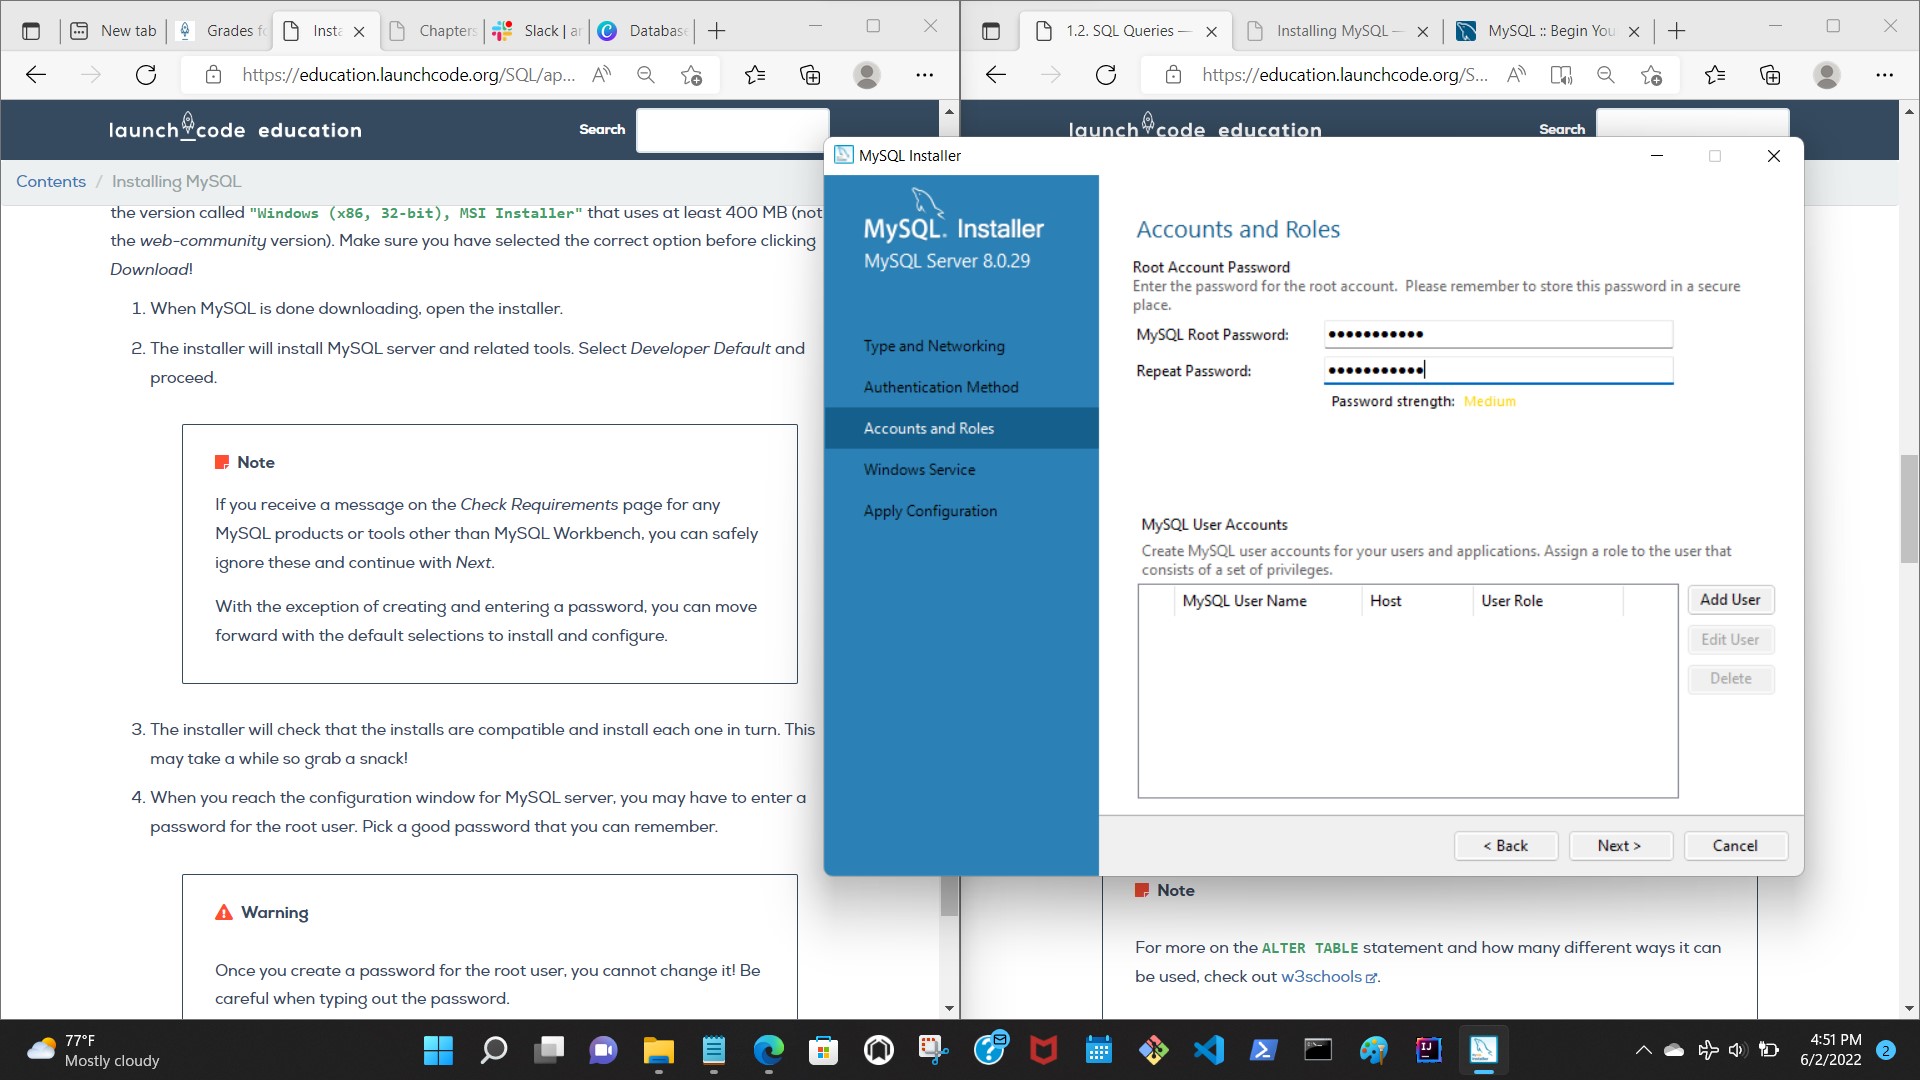 New tab
Grades fo
Insta
Chapters
Slack | ar
Database
https://education.launchcode.org/SQL/ap...
launch_code education
Search
Contents / Installing MySQL
the version called "Windows (x86, 32-bit), MSI Installer" that uses at least 400 MB (not
the web-community version). Make sure you have selected the correct option before clicking
Download!
1. When MySQL is done downloading, open the installer.
2. The installer will install MySQL server and related tools. Select Developer Default and
proceed.
Note
If you receive a message on the Check Requirements page for any
MySQL products or tools other than MySQL Workbench, you can safely
ignore these and continue with Next.
With the exception of creating and entering a password, you can move
forward with the default selections to install and configure.
3. The installer will check that the installs are compatible and install each one in turn. This
may take a while so grab a snack!
4. When you reach the configuration window for MySQL server, you may have to enter a
password for the root user. Pick a good password that you can remember.
Warning
Once you create a password for the root user, you cannot change it! Be
careful when typing out the password.
1.2. SQL Queries —
Installing MySQL —
MySQL :: Begin You
https://education.launchcode.org/S...
launch_code education
Search
MySQL Installer
MySQL. Installer
MySQL Server 8.0.29
Type and Networking
Authentication Method
Accounts and Roles
Windows Service
Apply Configuration
Accounts and Roles
Root Account Password
Enter the password for the root account. Please remember to store this password in a secure
place.
MySQL Root Password: •••••••••••
Repeat Password: •••••••••••
Password strength: Medium
MySQL User Accounts
Create MySQL user accounts for your users and applications. Assign a role to the user that
consists of a set of privileges.
MySQL User Name Host User Role
Add User
Edit User
Delete
< Back Next > Cancel
Note
For more on the ALTER TABLE statement and how many different ways it can
be used, check out w3schools.
77°F
Mostly cloudy
4:51 PM
6/2/2022
2